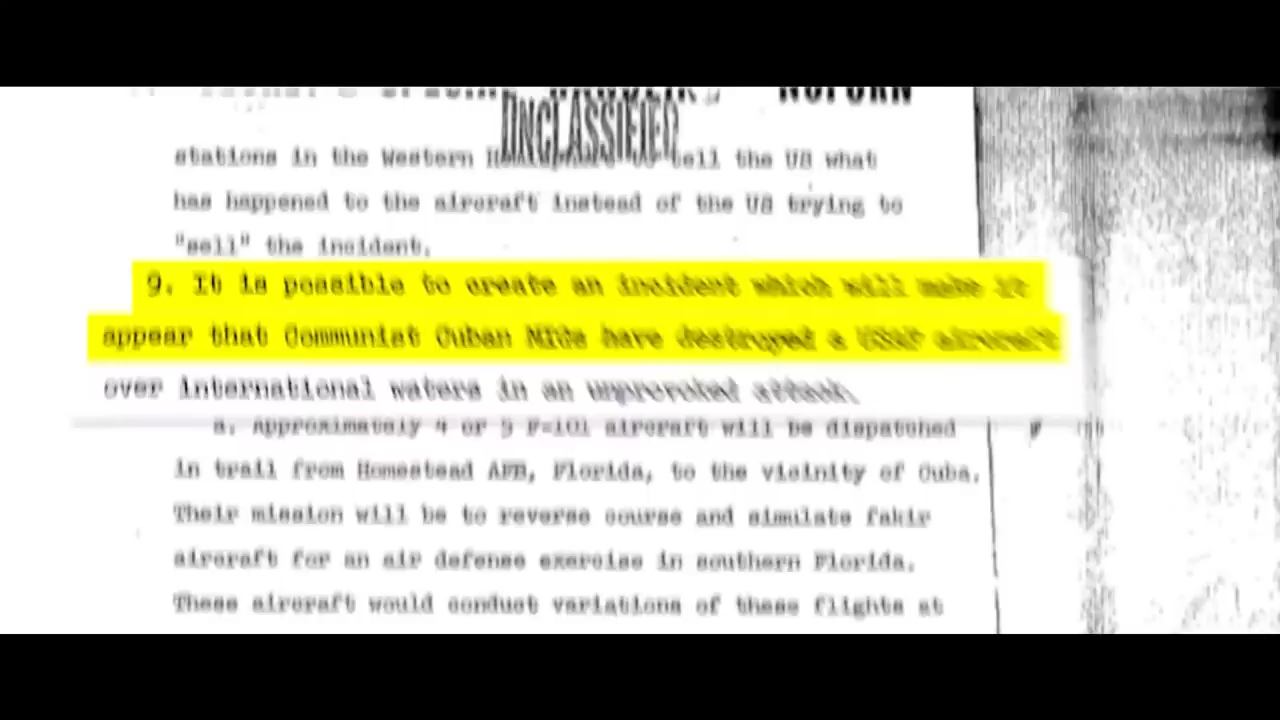 SPECIAL HANDLING NOFORN
UNCLASSIFIED
stations in the Western Hemisphere to tell the US what
has happened to the aircraft instead of the US trying to
"sell" the incident.
9. It is possible to create an incident which will make it
appear that Communist Cuban MIGs have destroyed a USAF aircraft
over international waters in an unprovoked attack.
a. Approximately 4 or 5 F-101 aircraft will be dispatched
in trail from Homestead AFB, Florida, to the vicinity of Cuba.
Their mission will be to reverse course and simulate fakir
aircraft for an air defense exercise in southern Florida.
These aircraft would conduct variations of these flights at